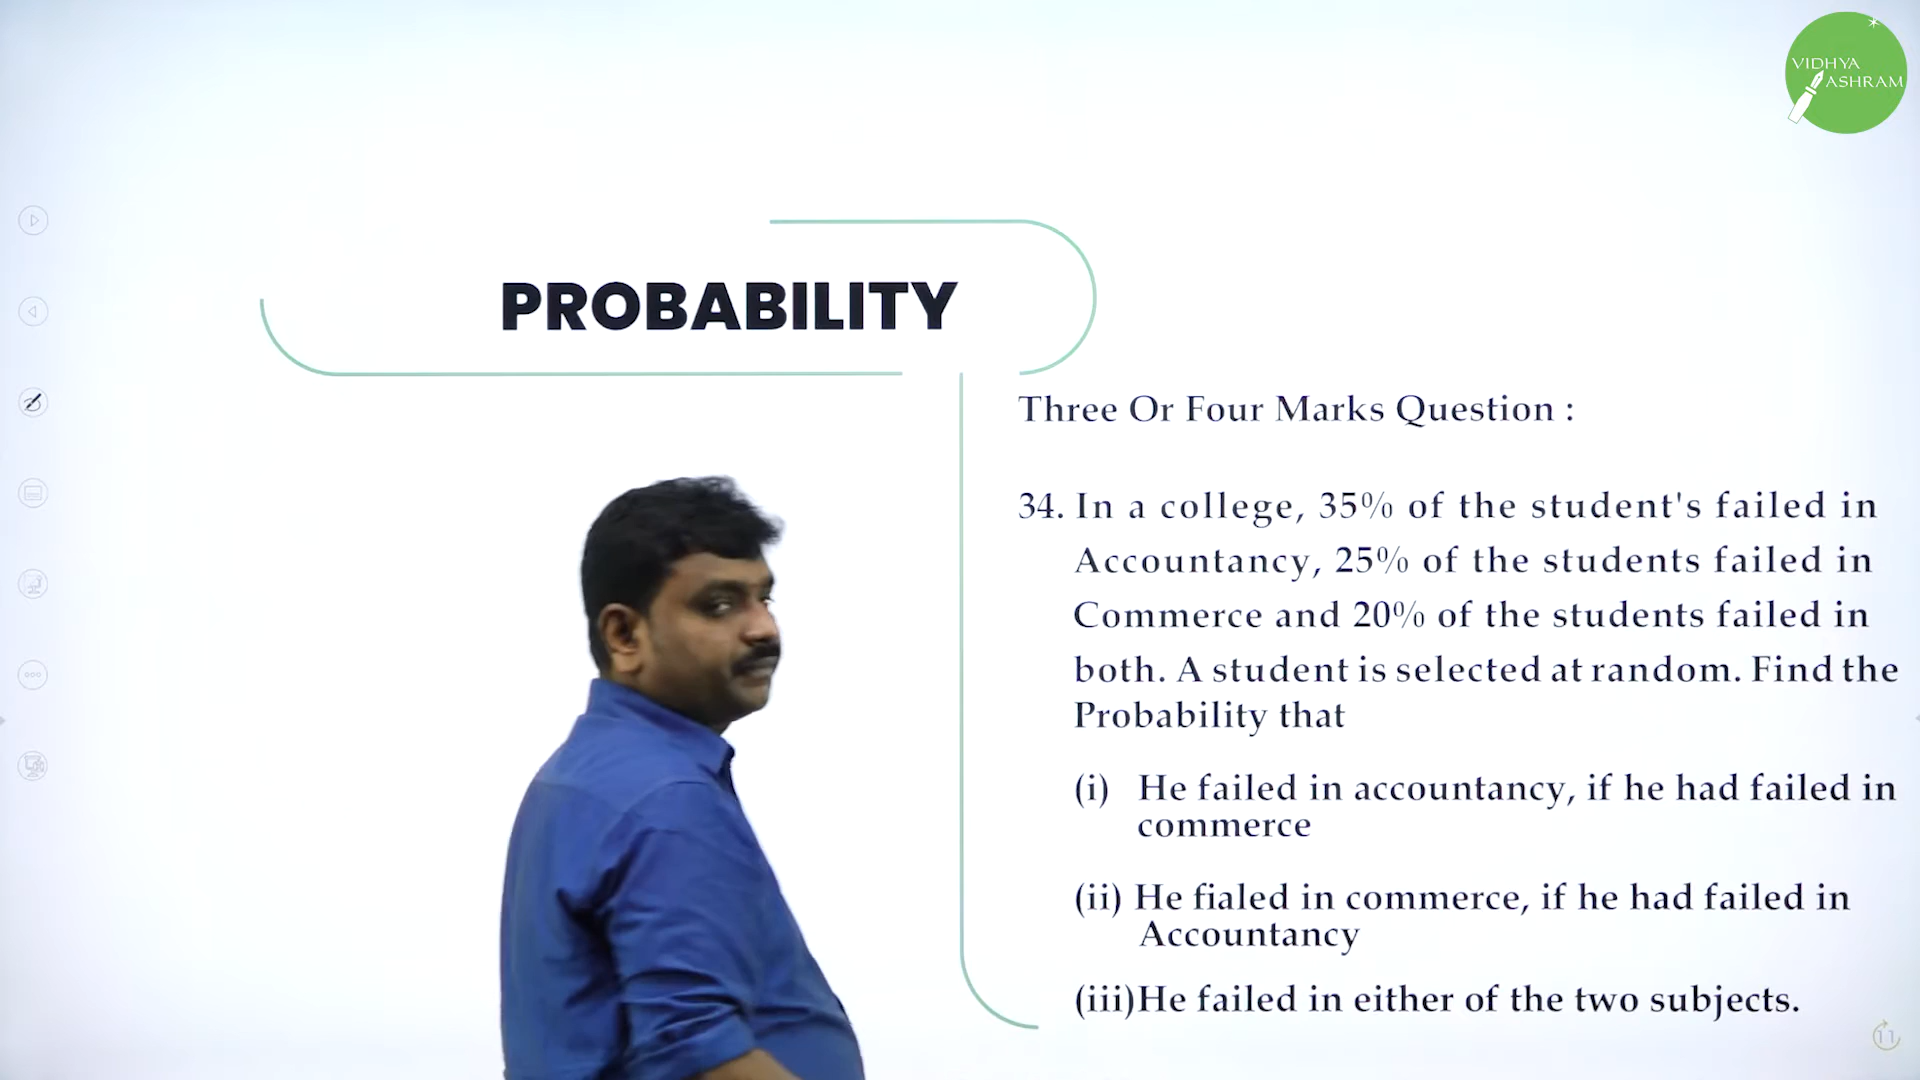 VIDHYA
ASHRAM
PROBABILITY
Three Or Four Marks Question :
34. In a college, 35% of the student's failed in
Accountancy, 25% of the students failed in
Commerce and 20% of the students failed in
both. A student is selected at random. Find the
Probability that
(i) He failed in accountancy, if he had failed in
commerce
(ii) He fialed in commerce, if he had failed in
Accountancy
(iii)He failed in either of the two subjects.
11